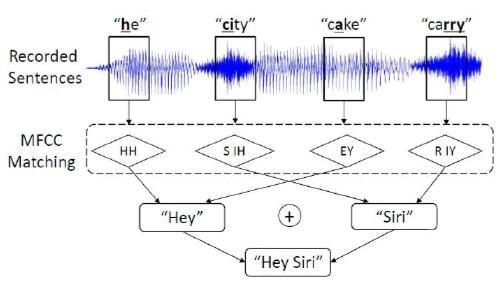 "he" "city" "cake" "carry"
Recorded
Sentences
MFCC
Matching
HH S IH EY R IY
"Hey" + "Siri"
"Hey Siri"